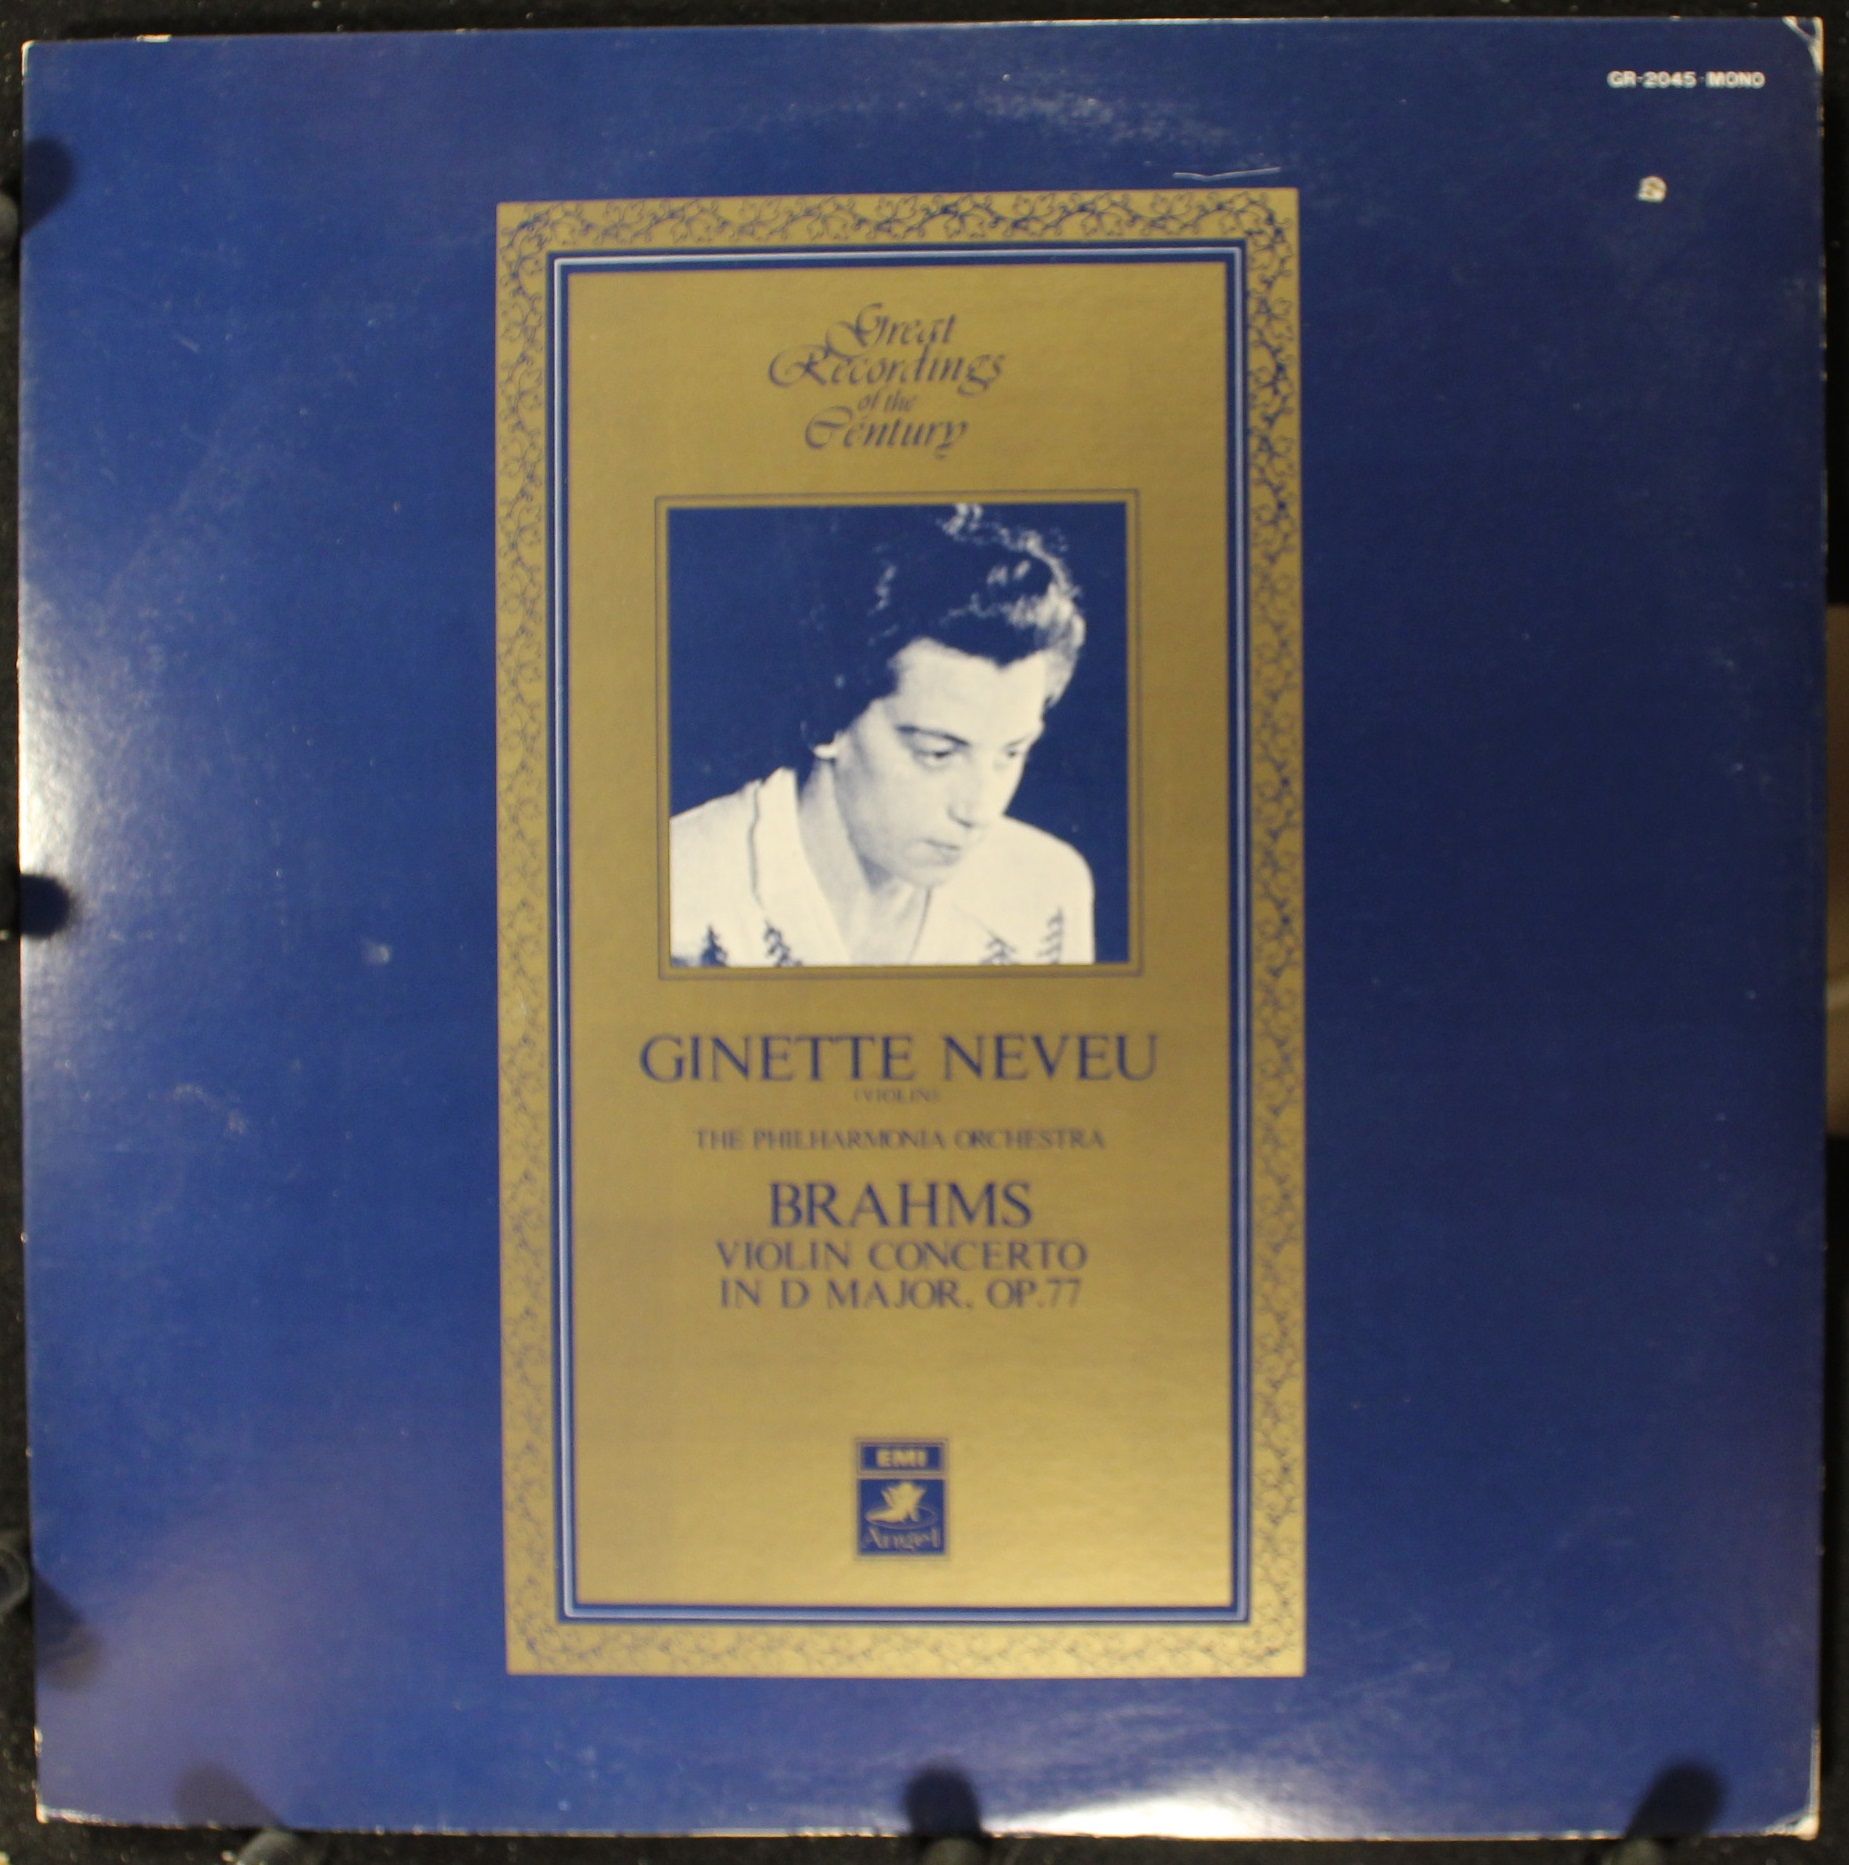 GR-2045 MONO
Great
Recordings
of the
Century
GINETTE NEVEU
(VIOLIN)
THE PHILHARMONIA ORCHESTRA
BRAHMS
VIOLIN CONCERTO
IN D MAJOR, OP.77
EMI
Angel